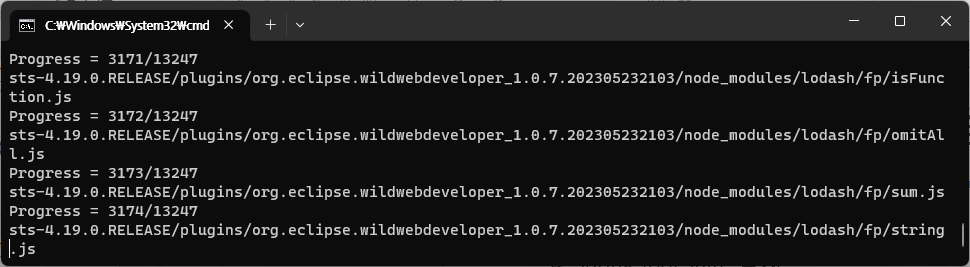 C:₩Windows₩System32₩cmd
Progress = 3171/13247
sts-4.19.0.RELEASE/plugins/org.eclipse.wildwebdeveloper_1.0.7.202305232103/node_modules/lodash/fp/isFunc
tion.js
Progress = 3172/13247
sts-4.19.0.RELEASE/plugins/org.eclipse.wildwebdeveloper_1.0.7.202305232103/node_modules/lodash/fp/omitAl
l.js
Progress = 3173/13247
sts-4.19.0.RELEASE/plugins/org.eclipse.wildwebdeveloper_1.0.7.202305232103/node_modules/lodash/fp/sum.js
Progress = 3174/13247
sts-4.19.0.RELEASE/plugins/org.eclipse.wildwebdeveloper_1.0.7.202305232103/node_modules/lodash/fp/string
.js